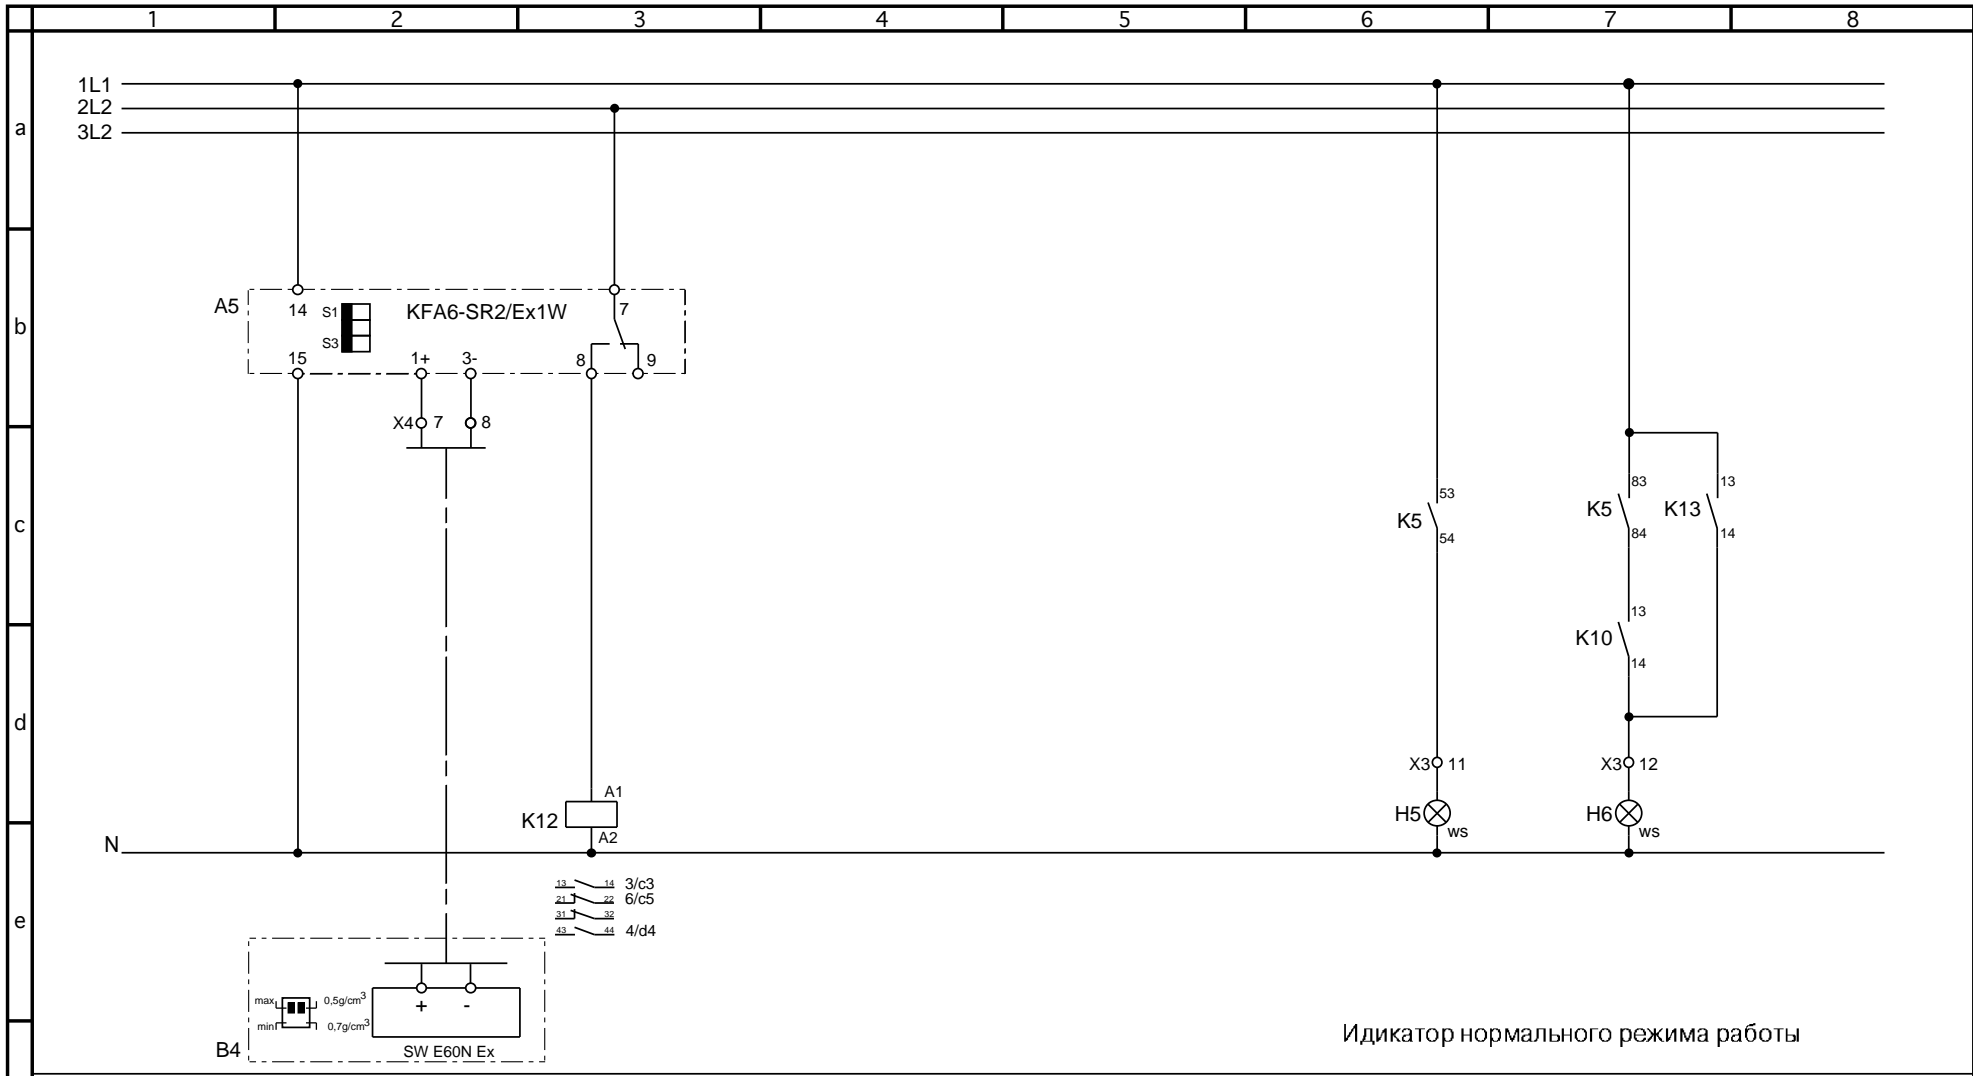 1 2 3 4 5 6 7 8
1L1
2L2
3L2
a
A5 14 S1 KFA6-SR2/Ex1W 7
b
S3
15 1+ 3- 8 9
X4 7 8
83 13
53
K5 K13
K5
c
54 84 14
13
K10
14
d
X3 11 X3 12
A1
H5 H6
K12
ws ws
A2
N
13 14 3/c3
21 22 6/c5
31 32
e
43 44 4/d4
max 0,5g/cm3
+ -
min 0,7g/cm3
Идикатор нормального режима работы
B4 SW E60N Ex